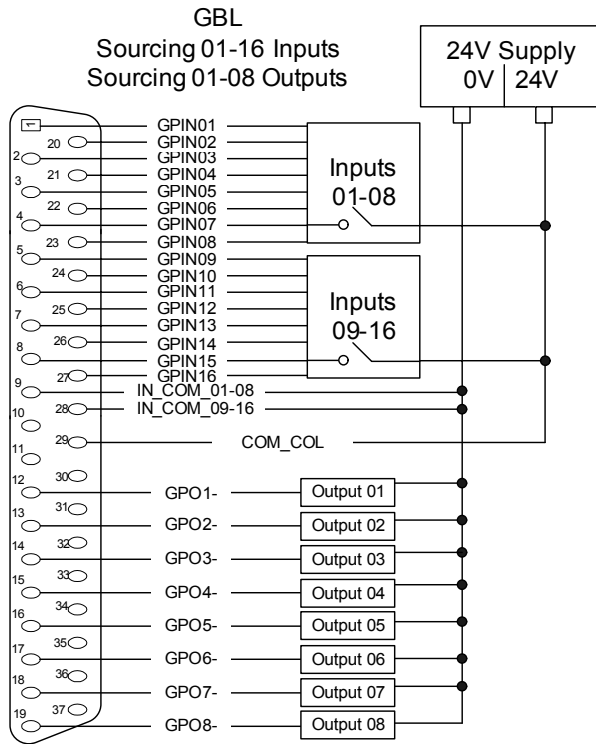 GBL
Sourcing 01-16 Inputs
Sourcing 01-08 Outputs
24V Supply
0V 24V
1
GPIN01
20
GPIN02
2
GPIN03
21
GPIN04
3
GPIN05
22
GPIN06
4
GPIN07
23
GPIN08
Inputs
01-08
5
GPIN09
24
GPIN10
6
GPIN11
25
GPIN12
7
GPIN13
26
GPIN14
8
GPIN15
27
GPIN16
Inputs
09-16
9
IN_COM_01-08
28
IN_COM_09-16
10
29
COM_COL
11
30
12
GPO1-
Output 01
31
13
GPO2-
Output 02
32
14
GPO3-
Output 03
33
15
GPO4-
Output 04
34
16
GPO5-
Output 05
35
17
GPO6-
Output 06
36
18
GPO7-
Output 07
37
19
GPO8-
Output 08